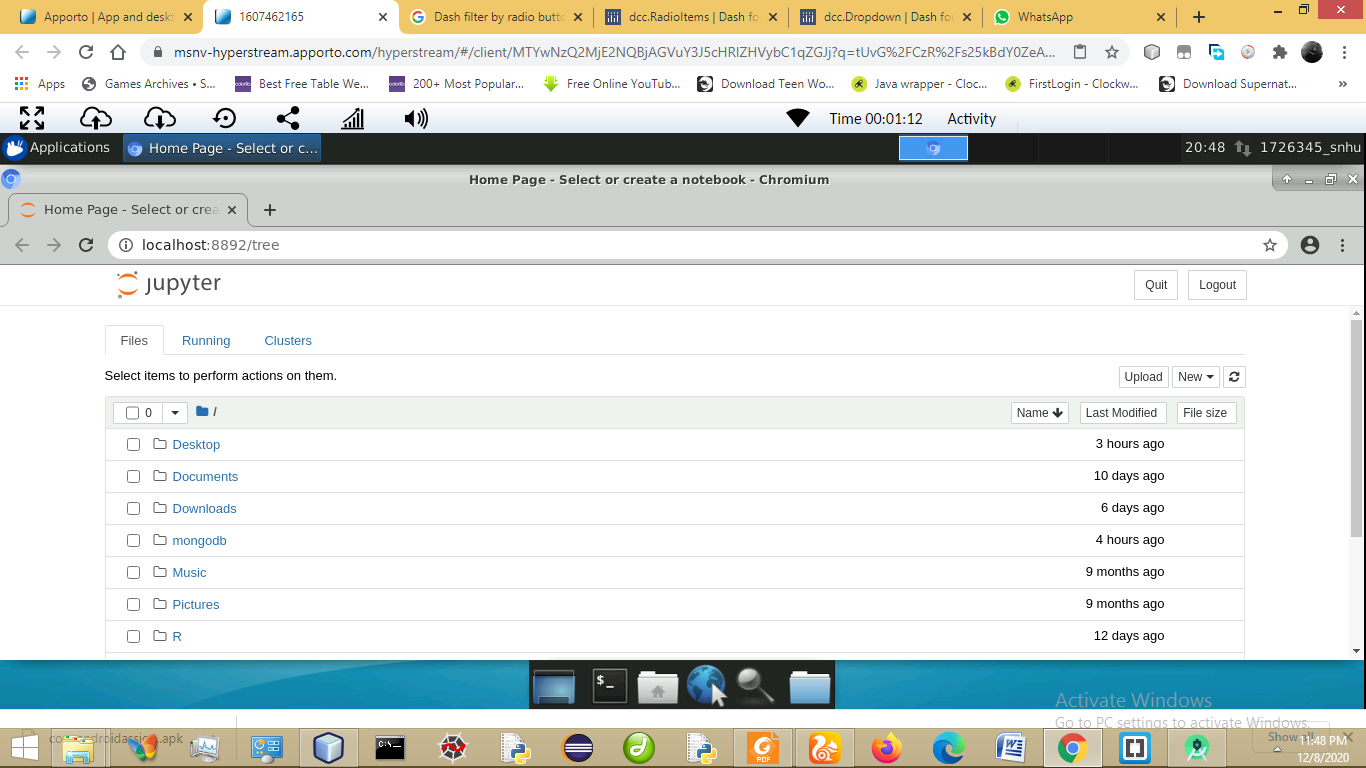 Apporto | App and deskt
1607462165
Dash filter by radio butto
dcc.RadioItems | Dash fo
dcc.Dropdown | Dash for
WhatsApp
msnv-hyperstream.apporto.com/hyperstream/#/client/MTYwNzQ2MjE2NQBjAGVuY3J5cHRlZHVybC1qZGJj?q=tUvG%2FCzR%2Fs25kBdY0ZeA...
Apps
Games Archives • S...
Best Free Table We...
200+ Most Popular...
Free Online YouTub...
Download Teen Wo...
Java wrapper - Cloc...
FirstLogin - Clockw...
Download Supernat...
Time 00:01:12
Activity
Applications
Home Page - Select or c...
20:48
1726345_snhu
Home Page - Select or create a notebook - Chromium
Home Page - Select or crea
localhost:8892/tree
jupyter
Quit
Logout
Files
Running
Clusters
Select items to perform actions on them.
Upload
New
0
/
Name
Last Modified
File size
Desktop
3 hours ago
Documents
10 days ago
Downloads
6 days ago
mongodb
4 hours ago
Music
9 months ago
Pictures
9 months ago
R
12 days ago
$_
Activate Windows
Go to PC settings to activate Windows.
Show all
C:\.
PDF
11:48 PM
12/8/2020